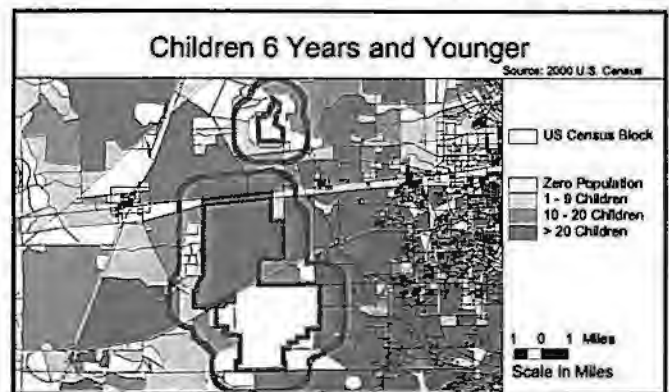 Children 6 Years and Younger
Source: 2000 U.S. Census
US Census Block
Zero Population
1 - 9 Children
10 - 20 Children
> 20 Children
1 0 1 Miles
Scale in Miles